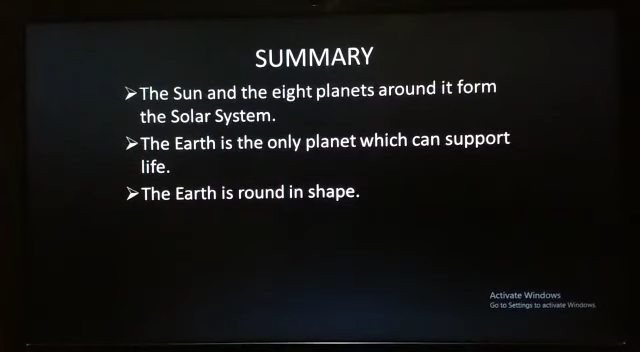 SUMMARY
➢The Sun and the eight planets around it form
the Solar System.
➢The Earth is the only planet which can support
life.
➢The Earth is round in shape.
Activate Windows
Go to Settings to activate Windows.